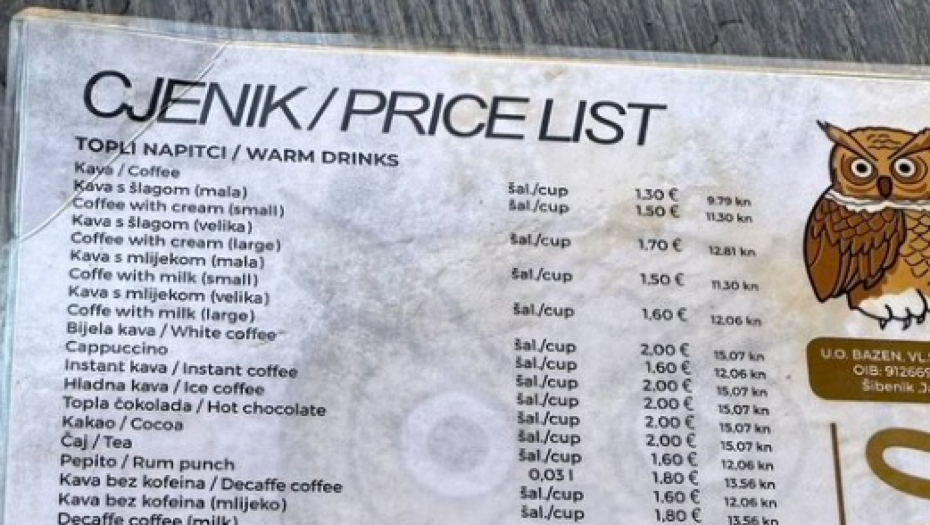 CJENIK / PRICE LIST
TOPLI NAPITCI / WARM DRINKS
Kava / Coffee šal./cup 1,30 € 9.79 kn
Kava s šlagom (mala)
Coffee with cream (small) šal./cup 1.50 € 11.30 kn
Kava s šlagom (velika)
Coffee with cream (large) šal./cup 1,70 € 12.81 kn
Kava s mlijekom (mala)
Coffe with milk (small) šal./cup 1,50 € 11.30 kn
Kava s mlijekom (velika)
Coffe with milk (large) šal./cup 1,60 € 12,06 kn
Bijela kava / White coffee šal./cup 2,00 € 15,07 kn
Cappuccino šal./cup 1,60 € 12,06 kn
Instant kava / Instant coffee šal./cup 2,00 € 15,07 kn
Hladna kava / Ice coffee šal./cup 2,00 € 15,07 kn
Topla čokolada / Hot chocolate šal./cup 2,00 € 15,07 kn
Kakao / Cocoa šal./cup 2,00 € 15,07 kn
Čaj / Tea šal./cup 1,60 € 12,06 kn
Pepito / Rum punch 0,03 l 1,80 € 13.56 kn
Kava bez kofeina / Decaffe coffee šal./cup 1,60 € 12,06 kn
Kava bez kofeina (mlijeko)
Decaffe coffee (milk) šal./cup 1,80 € 13.56 kn
U.O. BAZEN, VL.
OIB: 912669
Šibenik